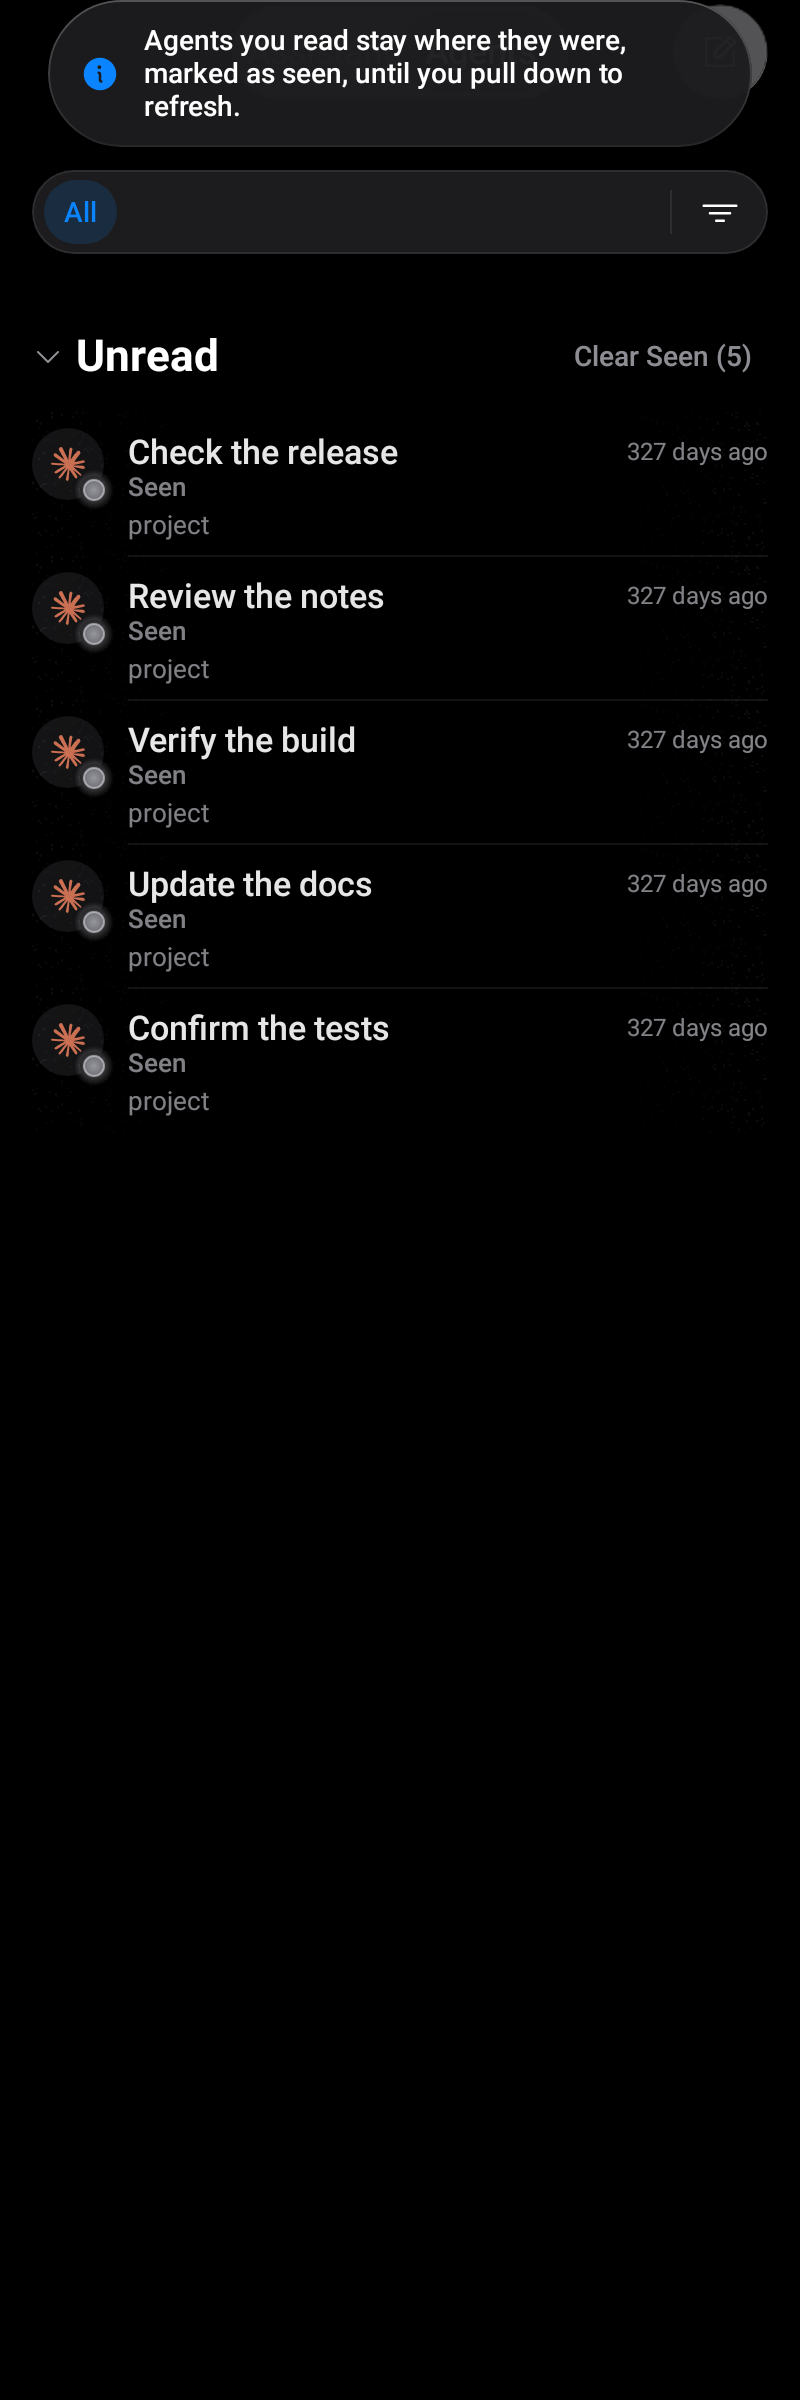 Agents you read stay where they were,
marked as seen, until you pull down to
refresh.
All
Unread
Clear Seen (5)
Check the release
327 days ago
Seen
project
Review the notes
327 days ago
Seen
project
Verify the build
327 days ago
Seen
project
Update the docs
327 days ago
Seen
project
Confirm the tests
327 days ago
Seen
project